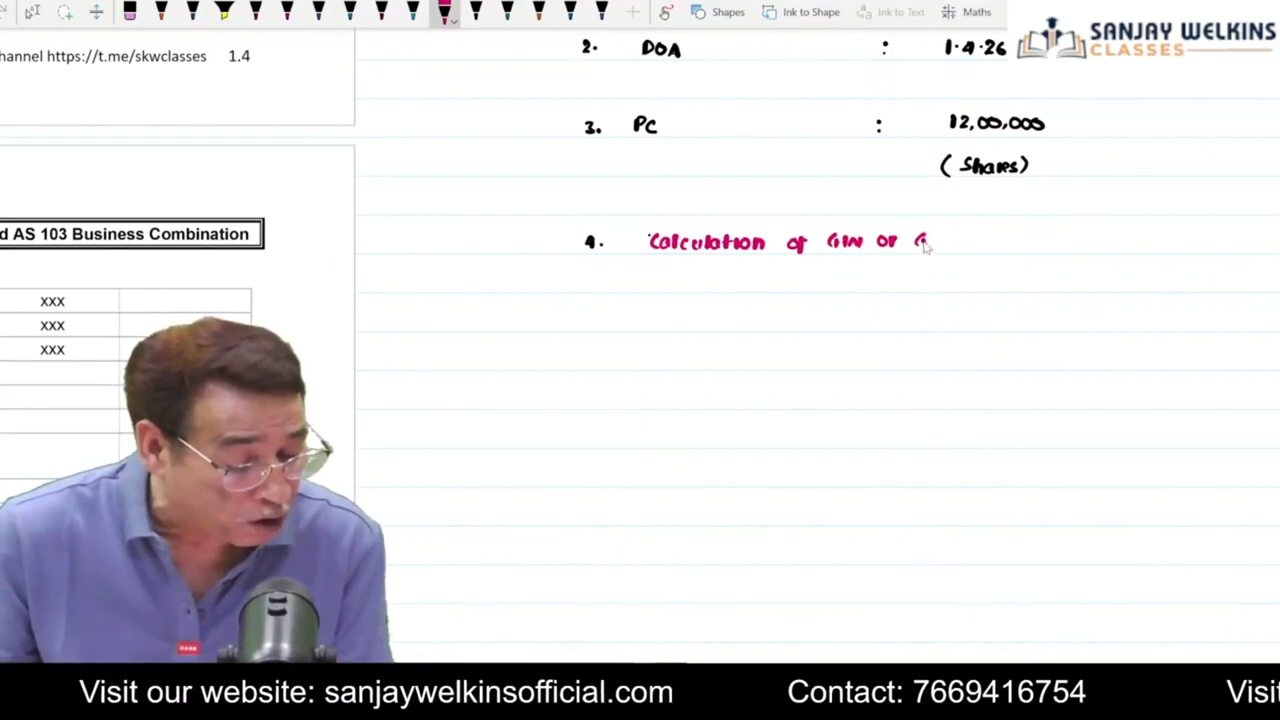 Shapes
Ink to Shape
Ink to Text
Maths
SANJAY WELKINS
CLASSES
hannel https://t.me/skwclasses 1.4
2. DOA : 1.4.26
3. PC : 12,00,000
(Shares)
d AS 103 Business Combination
4. Calculation of G/W or G
xxx
xxx
xxx
Visit our website: sanjaywelkinsofficial.com Contact: 7669416754 Visit